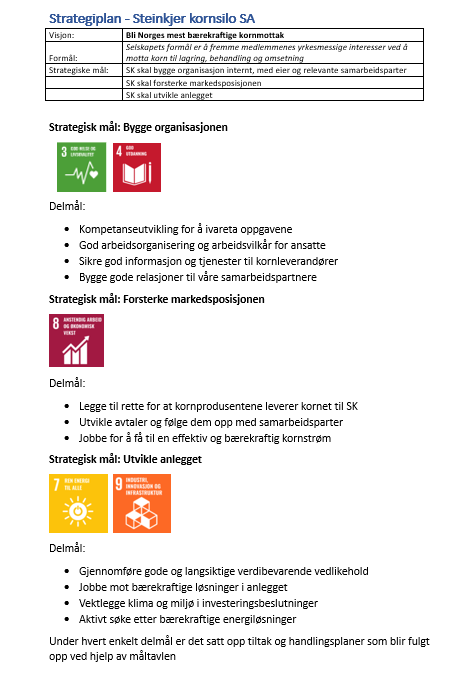 Strategiplan - Steinkjer kornsilo SA
Visjon: Bli Norges mest bærekraftige kornmottak
Formål: Selskapets formål er å fremme medlemmenes yrkesmessige interesser ved å
motta korn til lagring, behandling og omsetning
Strategiske mål: SK skal bygge organisasjon internt, med eier og relevante samarbeidsparter
SK skal forsterke markedsposisjonen
SK skal utvikle anlegget
Strategisk mål: Bygge organisasjonen
3 GOD HELSE OG
LIVSKVALITET
4 GOD
UTDANNING
Delmål:
• Kompetanseutvikling for å ivareta oppgavene
• God arbeidsorganisering og arbeidsvilkår for ansatte
• Sikre god informasjon og tjenester til kornleverandører
• Bygge gode relasjoner til våre samarbeidspartnere
Strategisk mål: Forsterke markedsposisjonen
8 ANSTENDIG ARBEID
OG ØKONOMISK
VEKST
Delmål:
• Legge til rette for at kornprodusentene leverer kornet til SK
• Utvikle avtaler og følge dem opp med samarbeidsparter
• Jobbe for å få til en effektiv og bærekraftig kornstrøm
Strategisk mål: Utvikle anlegget
7 REN ENERGI
TIL ALLE
9 INDUSTRI,
INNOVASJON OG
INFRASTRUKTUR
Delmål:
• Gjennomføre gode og langsiktige verdibevarende vedlikehold
• Jobbe mot bærekraftige løsninger i anlegget
• Vektlegge klima og miljø i investeringsbeslutninger
• Aktivt søke etter bærekraftige energiløsninger
Under hvert enkelt delmål er det satt opp tiltak og handlingsplaner som blir fulgt
opp ved hjelp av måltavlen